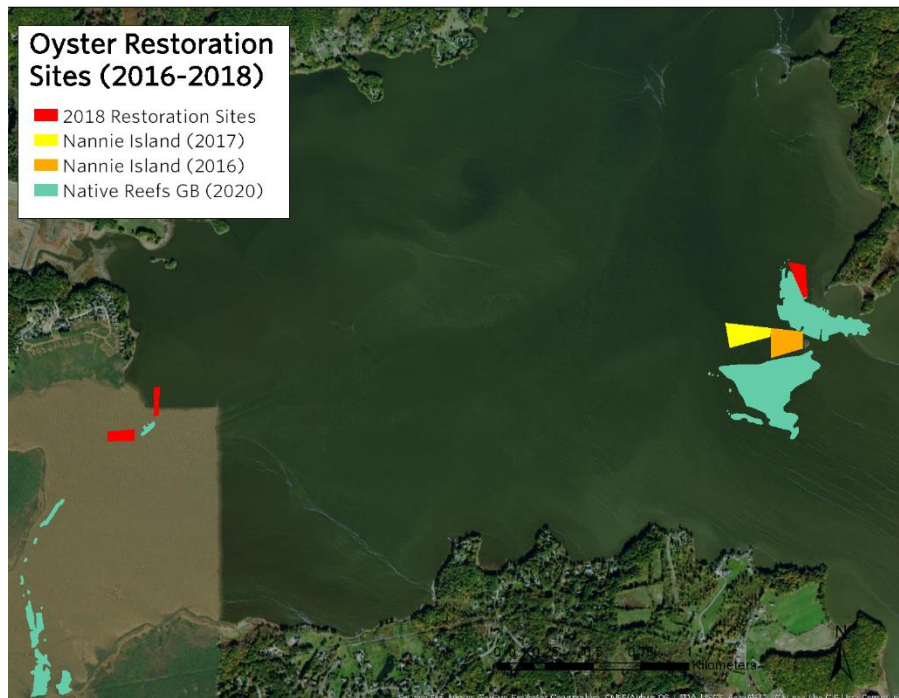 Oyster Restoration
Sites (2016-2018)
2018 Restoration Sites
Nannie Island (2017)
Nannie Island (2016)
Native Reefs GB (2020)
N
1
Kilometers